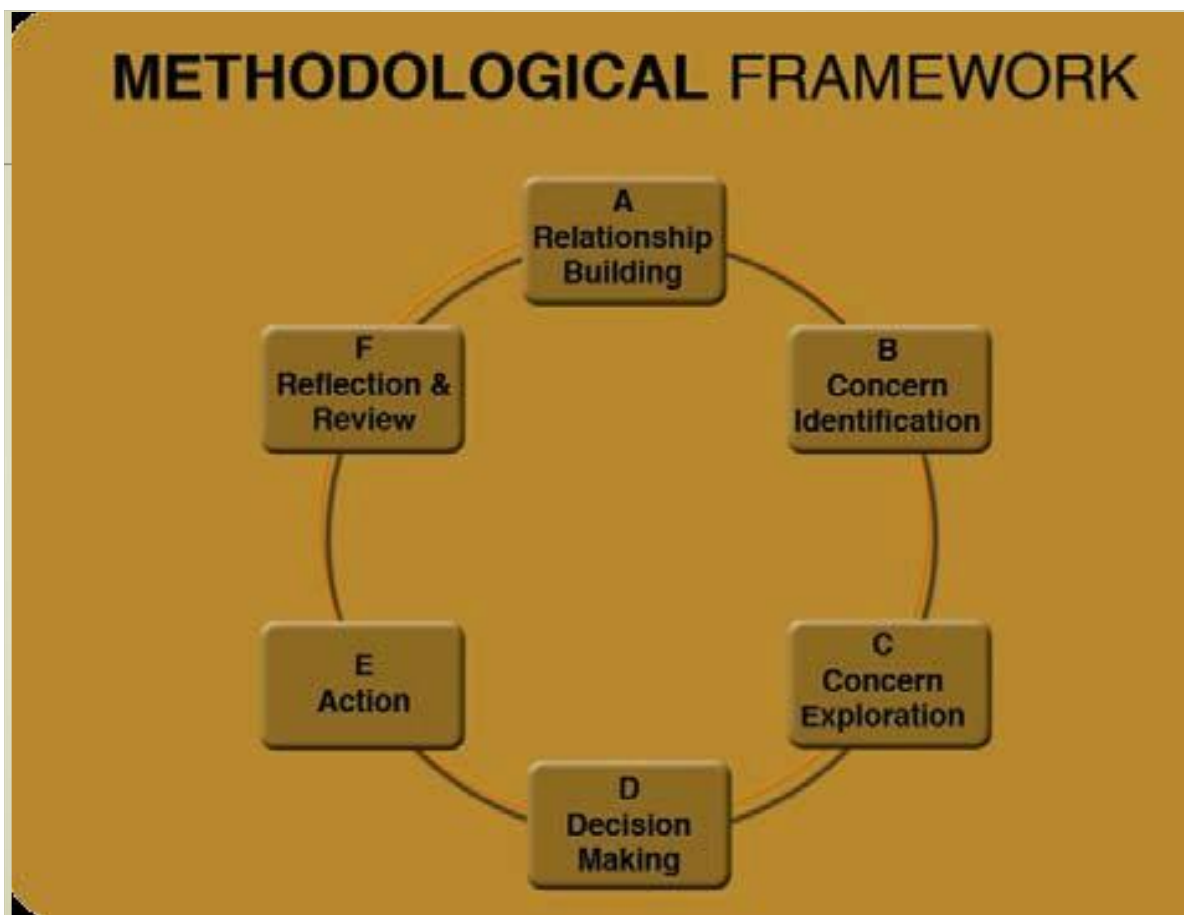 METHODOLOGICAL FRAMEWORK
A
Relationship
Building
B
Concern
Identification
C
Concern
Exploration
D
Decision
Making
E
Action
F
Reflection &
Review